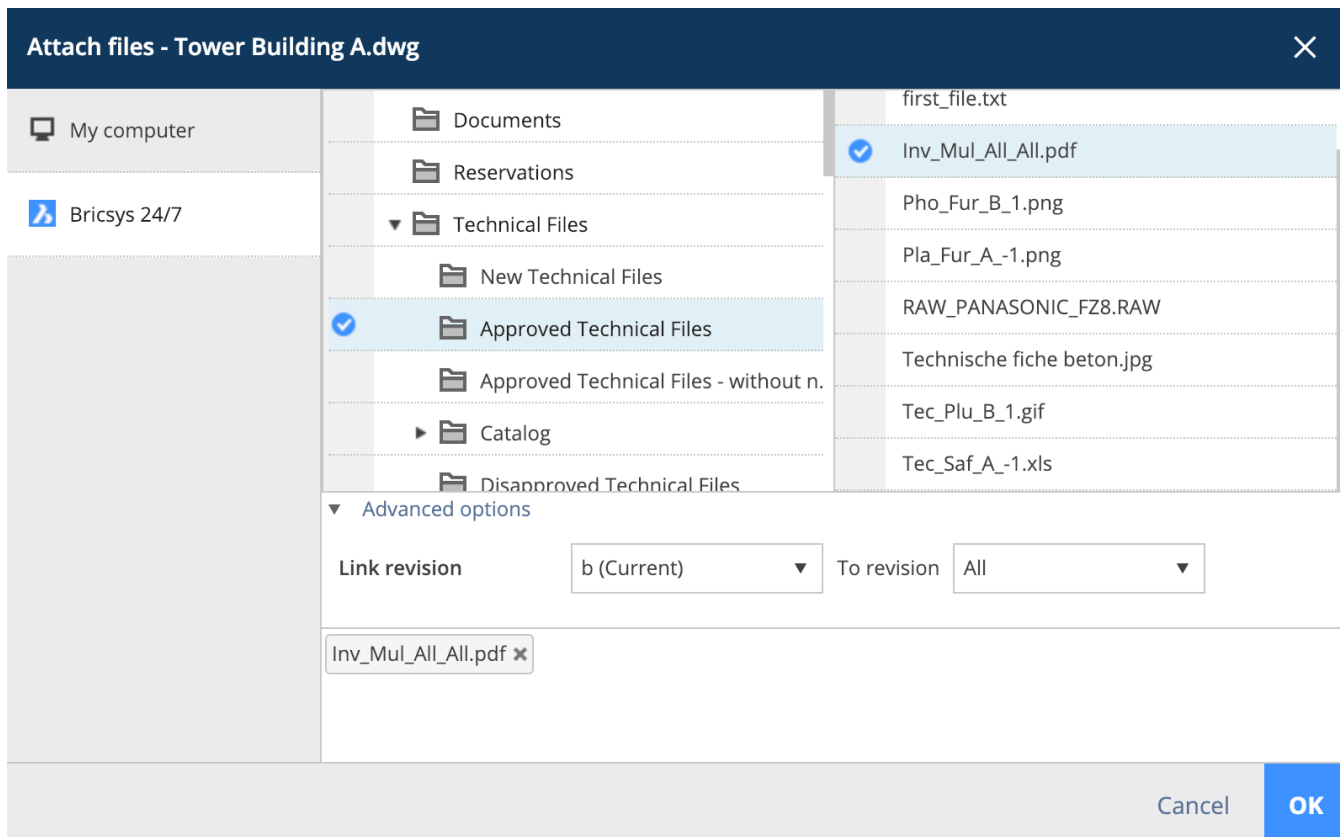 Attach files - Tower Building A.dwg
My computer
Bricsys 24/7
Documents
Reservations
Technical Files
New Technical Files
Approved Technical Files
Approved Technical Files - without n.
Catalog
Disapproved Technical Files
first_file.txt
Inv_Mul_All_All.pdf
Pho_Fur_B_1.png
Pla_Fur_A_-1.png
RAW_PANASONIC_FZ8.RAW
Technische fiche beton.jpg
Tec_Plu_B_1.gif
Tec_Saf_A_-1.xls
Advanced options
Link revision b (Current) To revision All
Inv_Mul_All_All.pdf
Cancel OK